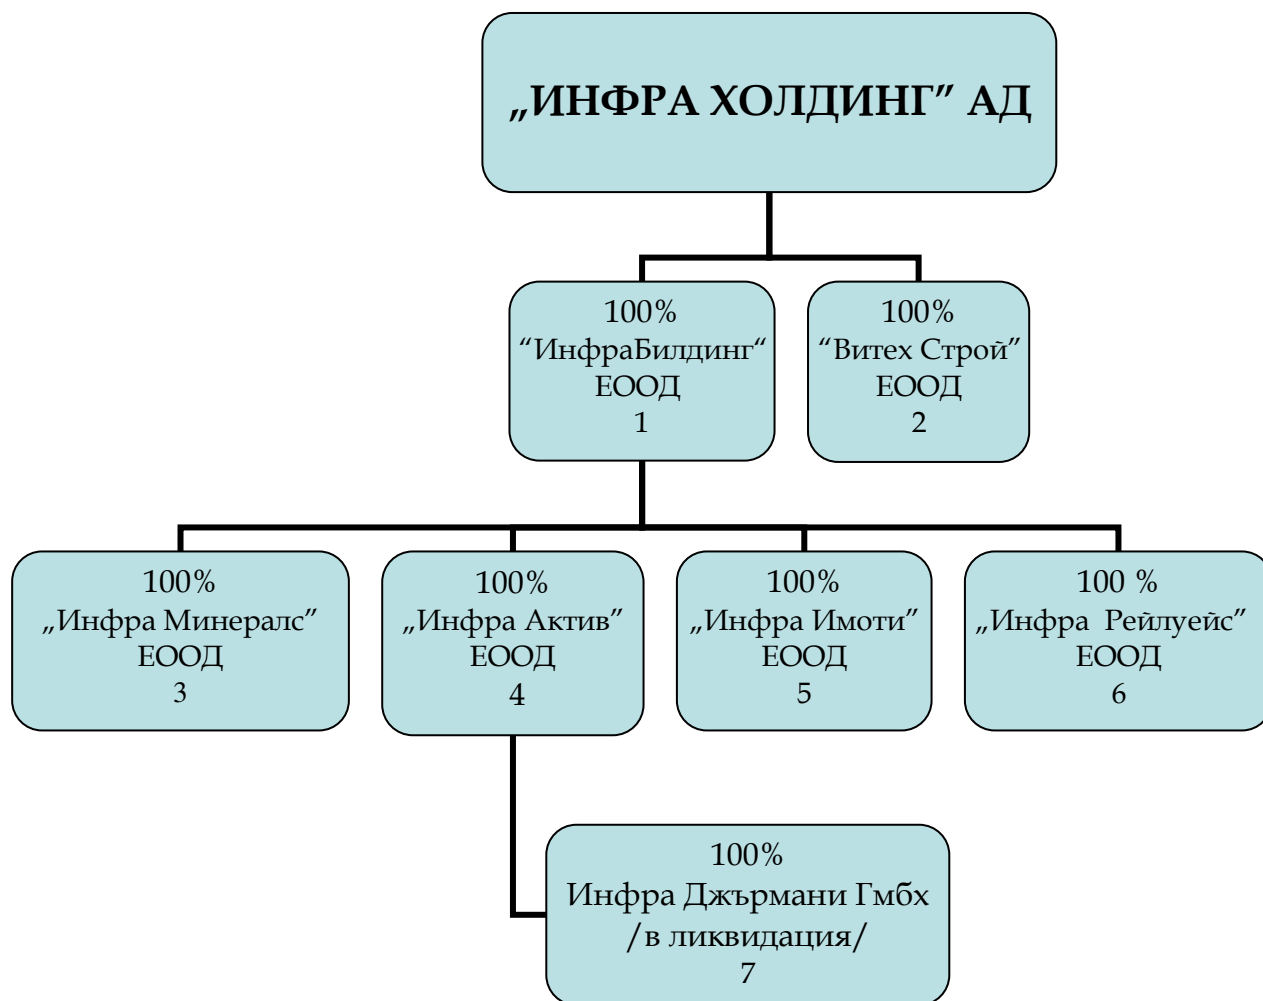 „ИНФРА ХОЛДИНГ” АД
100%
“ИнфраБилдинг“
ЕООД
1
100%
“Витех Строй”
ЕООД
2
100%
„Инфра Минералс”
ЕООД
3
100%
„Инфра Актив”
ЕООД
4
100%
„Инфра Имоти”
ЕООД
5
100 %
„Инфра  Рейлуейс”
ЕООД
6
100%
Инфра Джърмани Гмбх
/в ликвидация/
7